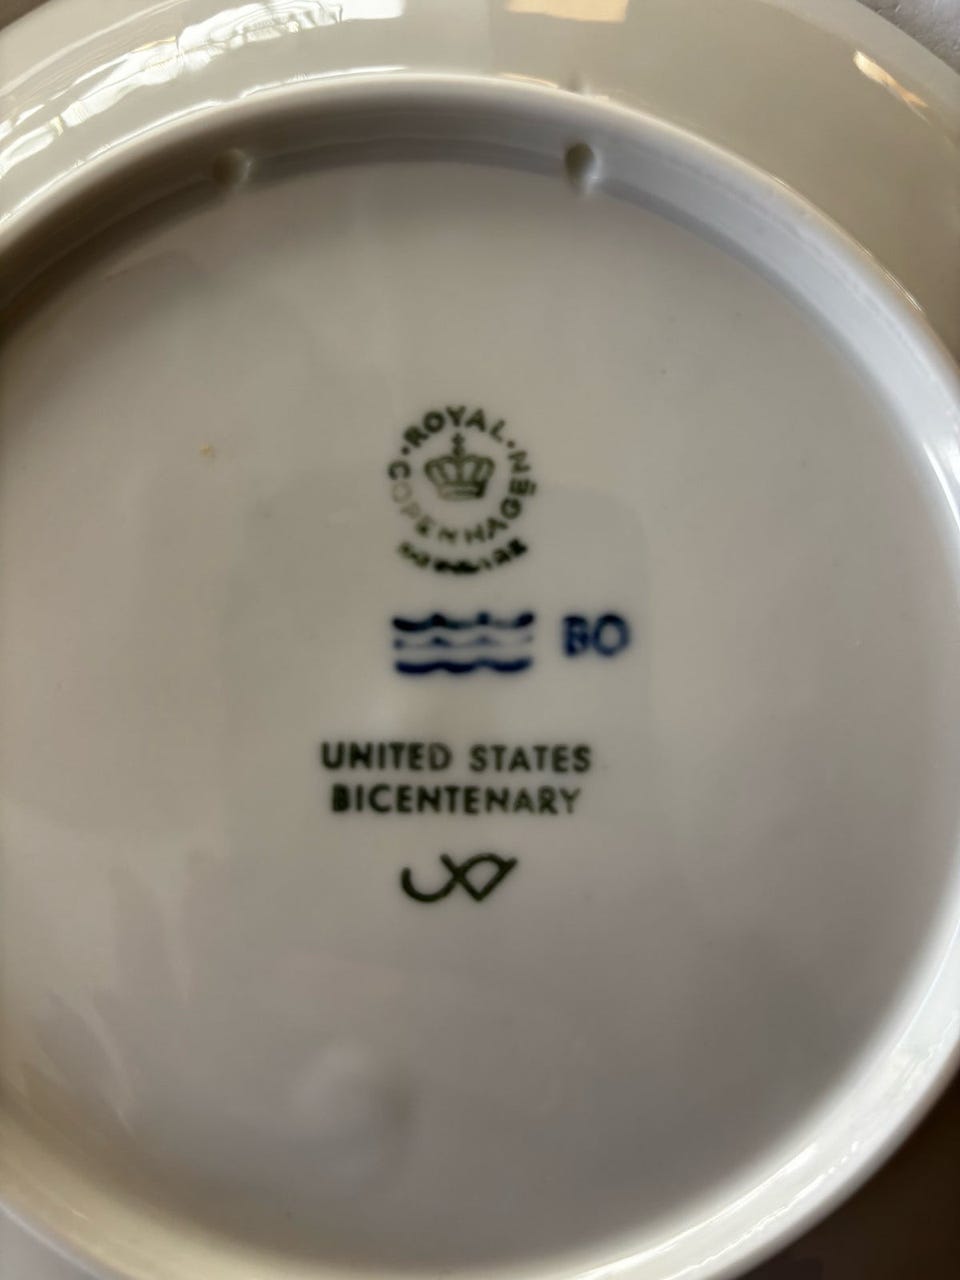 ROYAL
COPENHAGEN
BO
UNITED STATES
BICENTENARY